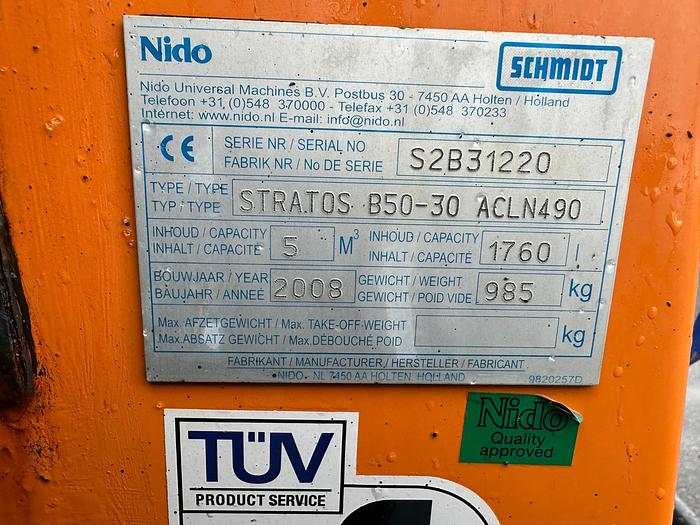 Nido
SCHMIDT
Nido Universal Machines B.V. Postbus 30 - 7450 AA Holten / Holland
Telefoon +31 (0)548 370000 - Telefax +31 (0)548 370233
Internet: www.nido.nl E-mail: info@nido.nl
CE
SERIE NR / SERIAL NO
FABRIK NR / No DE SERIE
S2B31220
TYPE / TYPE
TYP / TYPE
STRATOS B50-30 ACLN490
INHOUD / CAPACITY
INHALT / CAPACITÉ
5 M³
INHOUD / CAPACITY
INHALT / CAPACITÉ
1760 l
BOUWJAAR / YEAR
BAUJAHR / ANNEÉ
2008
GEWICHT / WEIGHT
GEWICHT / POID VIDE
985 kg
Max. AFZETGEWICHT / Max. TAKE-OFF-WEIGHT
Max. ABSATZ GEWICHT / Max. DÉBOUCHÉ POID
kg
FABRIKANT / MANUFACTURER / HERSTELLER / FABRICANT
NIDO - NL 7450 AA HOLTEN, HOLLAND
9820257D
Nido
Quality
approved
TÜV
PRODUCT SERVICE